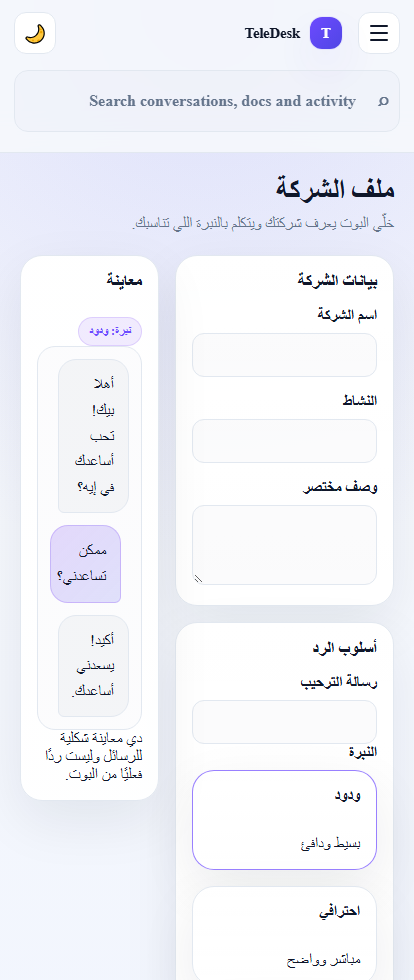 TeleDesk
T
Search conversations, docs and activity
ملف الشركة
خلّي البوت يعرف شركتك ويتكلم بالنبرة اللي تناسبك.
بيانات الشركة
اسم الشركة
النشاط
وصف مختصر
أسلوب الرد
رسالة الترحيب
النبرة
ودود
بسيط ودافئ
احترافي
مباشر وواضح
معاينة
نبرة: ودود
أهلا
بيك!
تحب
أساعدك
في إيه؟
ممكن
تساعدني؟
أكيد!
يسعدني
أساعدك.
دي معاينة شكلية
للرسائل وليست ردًا
فعليًا من البوت.